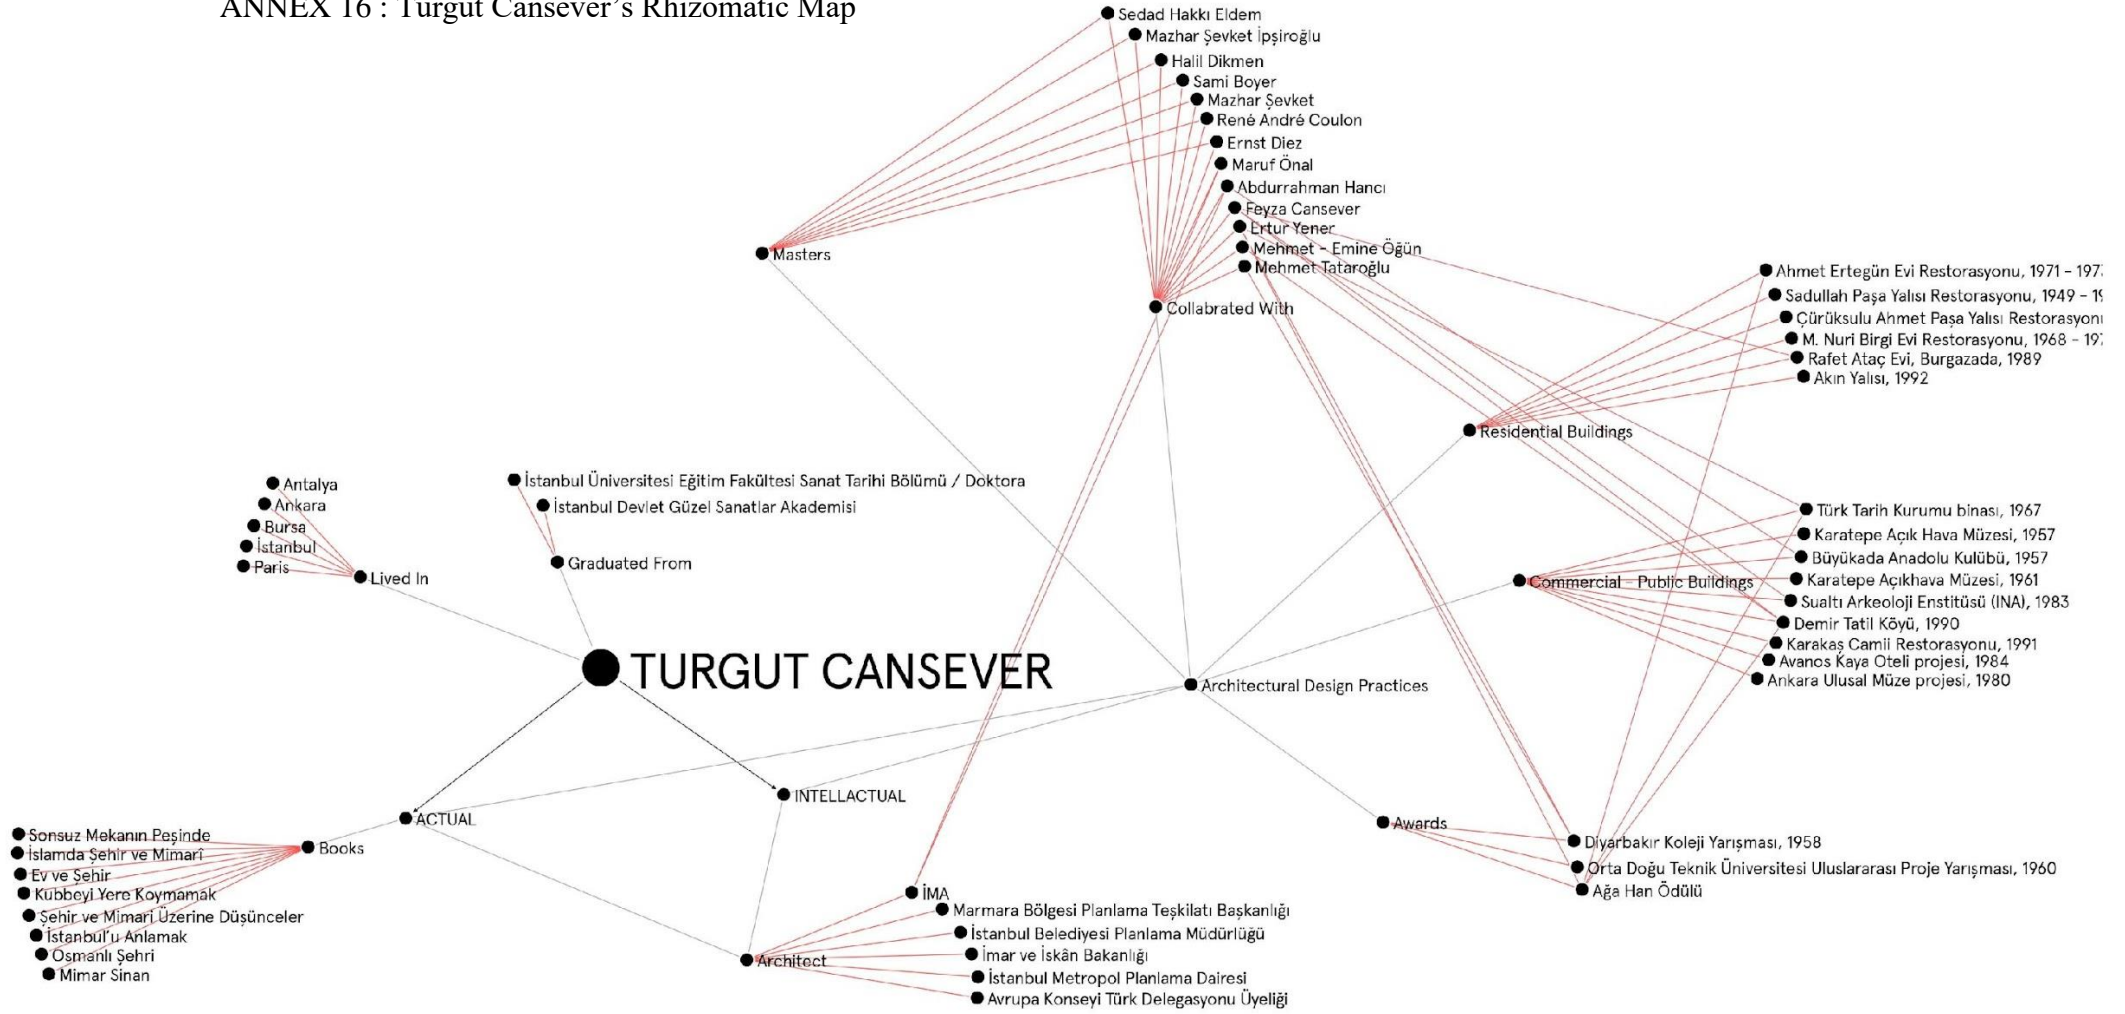 ANNEX 16 : Turgut Cansever's Rhizomatic Map
Sedad Hakkı Eldem
Mazhar Şevket İpşiroğlu
Halil Dikmen
Sami Boyer
Mazhar Şevket
René André Coulon
Ernst Diez
Maruf Önal
Abdurrahman Hancı
Feyza Cansever
Ertur Yener
Mehmet - Emine Öğün
Mehmet Tataroğlu
Masters
Collabrated With
Ahmet Ertegün Evi Restorasyonu, 1971 - 197
Sadullah Paşa Yalısı Restorasyonu, 1949 - 19
Çürüksulu Ahmet Paşa Yalısı Restorasyon
M. Nuri Birgi Evi Restorasyonu, 1968 - 19
Rafet Ataç Evi, Burgazada, 1989
Akın Yalısı, 1992
Residential Buildings
Antalya
Ankara
Bursa
İstanbul
Paris
Lived In
İstanbul Üniversitesi Eğitim Fakültesi Sanat Tarihi Bölümü / Doktora
İstanbul Devlet Güzel Sanatlar Akademisi
Graduated From
Türk Tarih Kurumu binası, 1967
Karatepe Açık Hava Müzesi, 1957
Büyükada Anadolu Kulübü, 1957
Karatepe Açıkhava Müzesi, 1961
Sualtı Arkeoloji Enstitüsü (INA), 1983
Demir Tatil Köyü, 1990
Karakaş Camii Restorasyonu, 1991
Avanos Kaya Oteli projesi, 1984
Ankara Ulusal Müze projesi, 1980
Commercial - Public Buildings
TURGUT CANSEVER
Architectural Design Practices
INTELLACTUAL
ACTUAL
Books
Sonsuz Mekanın Peşinde
İslamda Şehir ve Mimarî
Ev ve Şehir
Kubbeyi Yere Koymamak
Şehir ve Mimari Üzerine Düşünceler
İstanbul'u Anlamak
Osmanlı Şehri
Mimar Sinan
Awards
Diyarbakır Koleji Yarışması, 1958
Orta Doğu Teknik Üniversitesi Uluslararası Proje Yarışması, 1960
Ağa Han Ödülü
İMA
Marmara Bölgesi Planlama Teşkilatı Başkanlığı
İstanbul Belediyesi Planlama Müdürlüğü
İmar ve İskân Bakanlığı
İstanbul Metropol Planlama Dairesi
Avrupa Konseyi Türk Delegasyonu Üyeliği
Architect